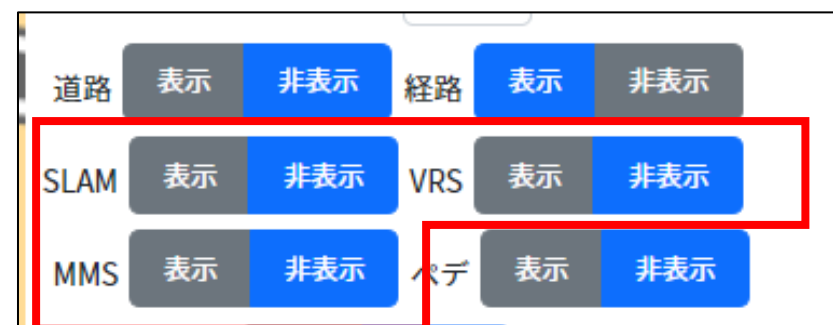 道路 表示 非表示 経路 表示 非表示
SLAM 表示 非表示 VRS 表示 非表示
MMS 表示 非表示 ペデ 表示 非表示